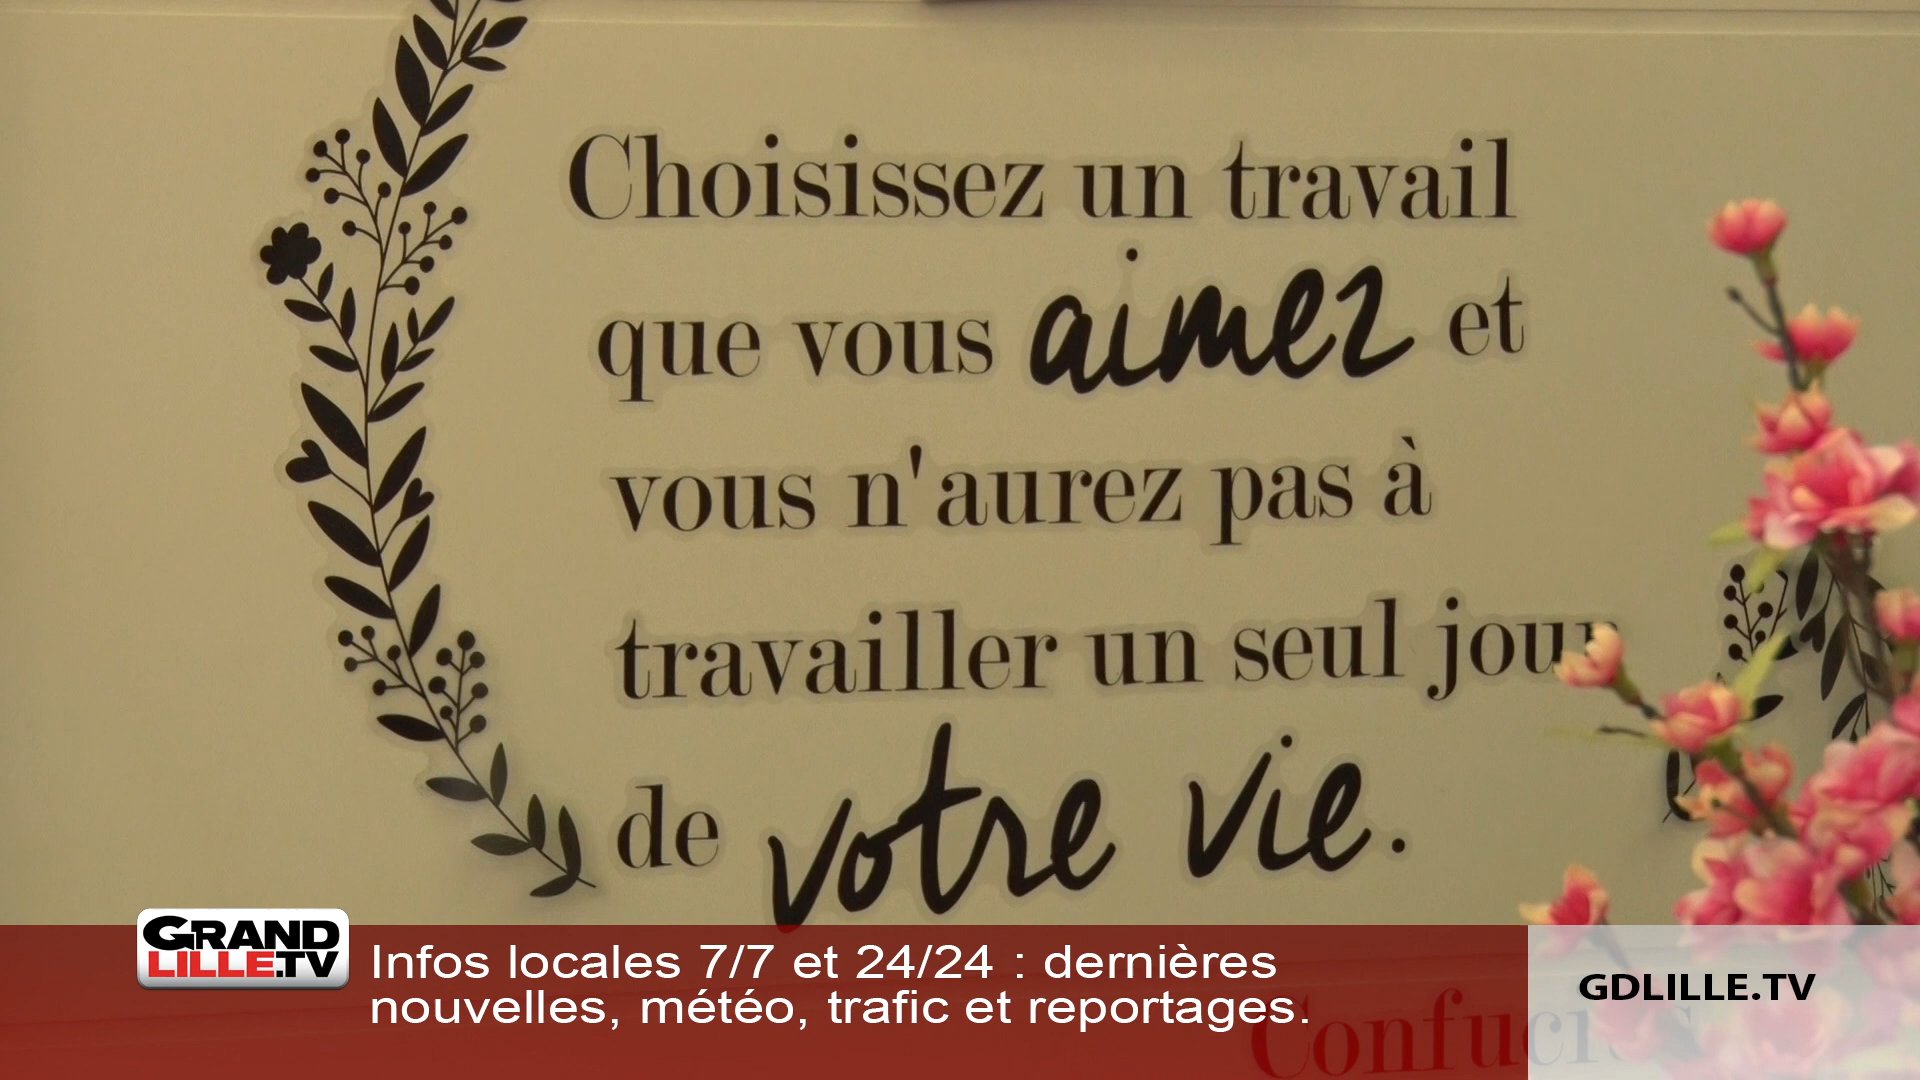 Choisissez un travail
que vous aimez et
vous n'aurez pas à
travailler un seul jour
de votre vie.
GRAND
LILLE.TV
Infos locales 7/7 et 24/24 : dernières
nouvelles, météo, trafic et reportages.
GDLILLE.TV
Confucius